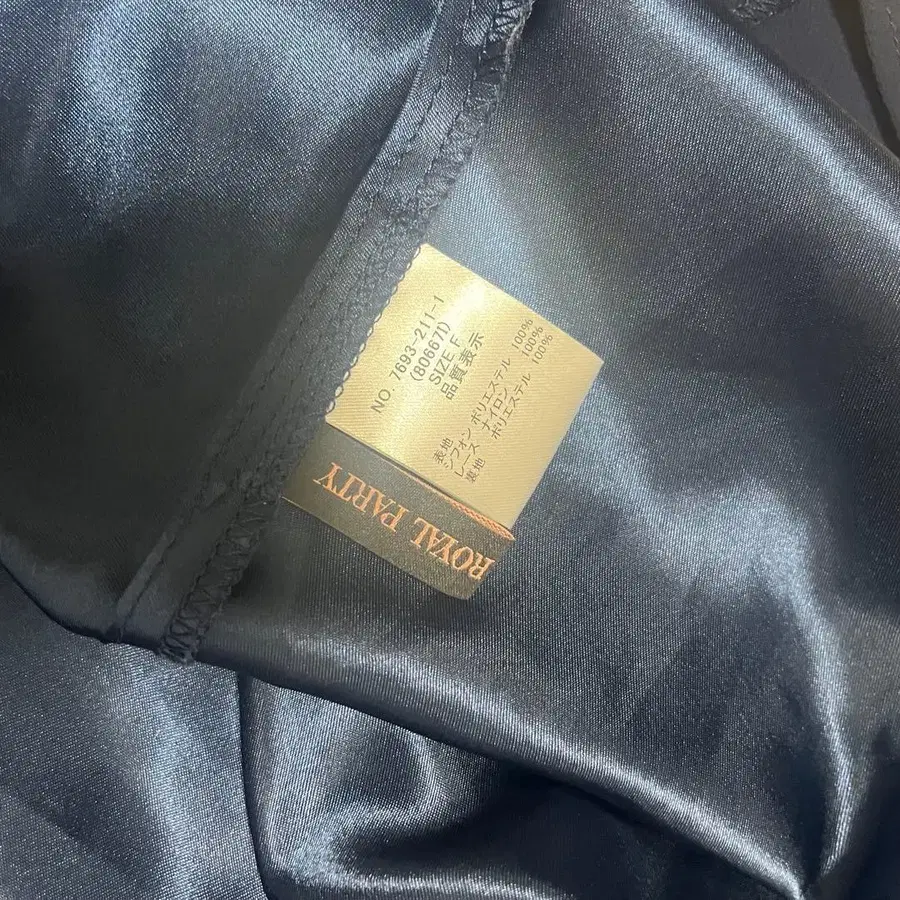 NO. 7693-211-1
(80667I)
SIZE F
品質表示
表地
シフォン ポリエステル 100%
レース ナイロン 100%
裏地 ポリエステル 100%
ROYAL PARTY